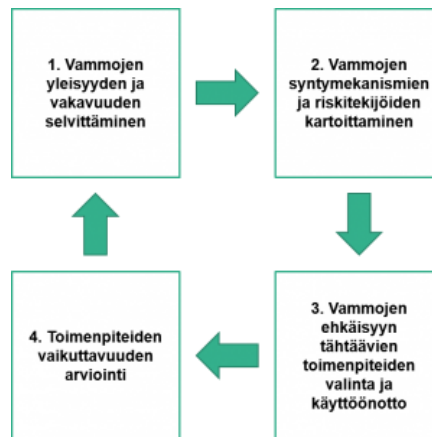 1. Vammojen
yleisyyden ja
vakavuuden
selvittäminen
2. Vammojen
syntymekanismien
ja riskitekijöiden
kartoittaminen
3. Vammojen
ehkäisyyn
tähtäävien
toimenpiteiden
valinta ja
käyttöönotto
4. Toimenpiteiden
vaikuttavuuden
arviointi